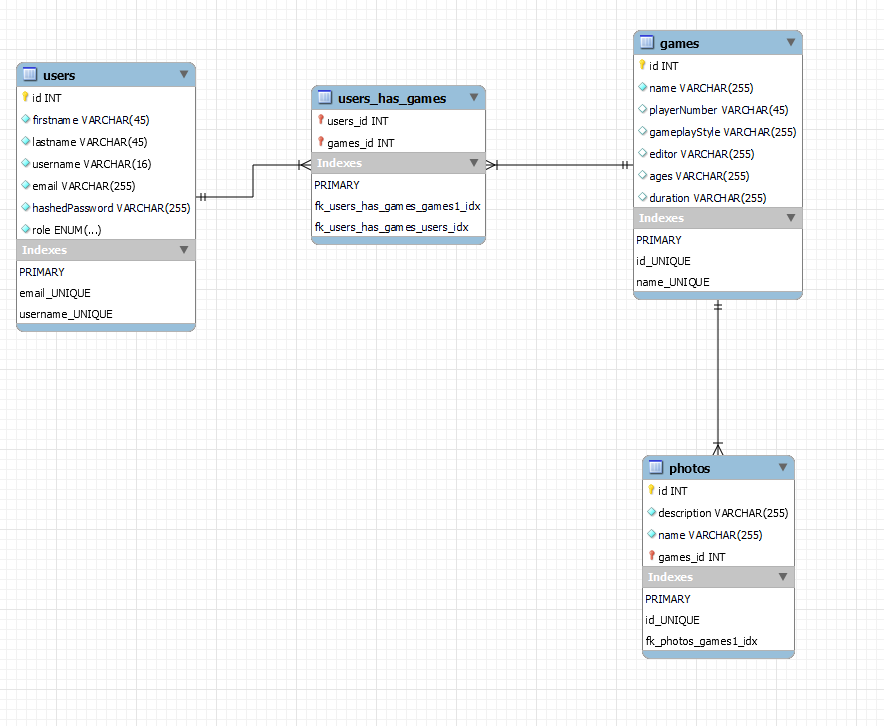 users
id INT
firstname VARCHAR(45)
lastname VARCHAR(45)
username VARCHAR(16)
email VARCHAR(255)
hashedPassword VARCHAR(255)
role ENUM(...)
Indexes
PRIMARY
email_UNIQUE
username_UNIQUE
users_has_games
users_id INT
games_id INT
Indexes
PRIMARY
fk_users_has_games_games1_idx
fk_users_has_games_users_idx
games
id INT
name VARCHAR(255)
playerNumber VARCHAR(45)
gameplayStyle VARCHAR(255)
editor VARCHAR(255)
ages VARCHAR(255)
duration VARCHAR(255)
Indexes
PRIMARY
id_UNIQUE
name_UNIQUE
photos
id INT
description VARCHAR(255)
name VARCHAR(255)
games_id INT
Indexes
PRIMARY
id_UNIQUE
fk_photos_games1_idx